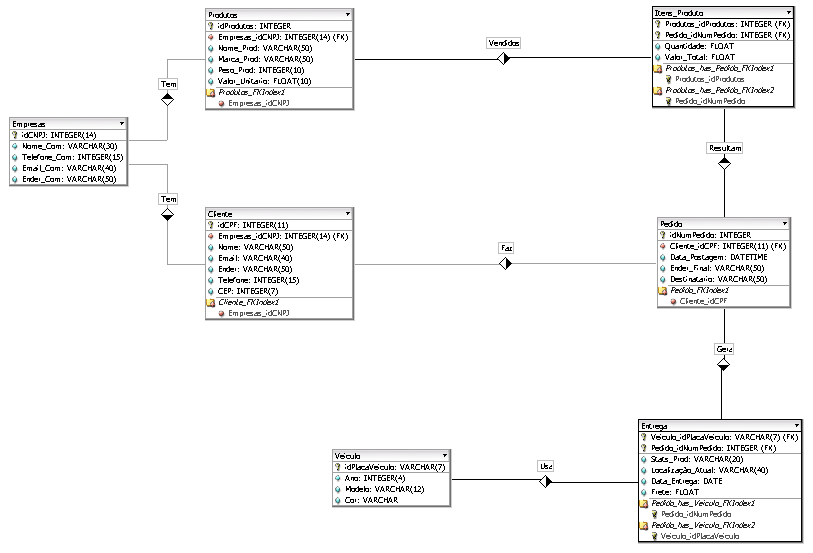 Produtos
idProdutos: INTEGER
Empresas_idCNPJ: INTEGER(14) (FK)
Nome_Prod: VARCHAR(50)
Marca_Prod: VARCHAR(50)
Peso_Prod: INTEGER(10)
Valor_Unitario: FLOAT(10)
Produtos_FKIndex1
Empresas_idCNPJ
Vendidos
Itens_Produto
Produtos_idProdutos: INTEGER (FK)
Pedido_idNumPedido: INTEGER (FK)
Quantidade: FLOAT
Valor_Total: FLOAT
Produtos_has_Pedido_FKIndex1
Produtos_idProdutos
Produtos_has_Pedido_FKIndex2
Pedido_idNumPedido
Tem
Empresas
idCNPJ: INTEGER(14)
Nome_Com: VARCHAR(30)
Telefone_Com: INTEGER(15)
Email_Com: VARCHAR(40)
Ender_Com: VARCHAR(50)
Tem
Resultam
Cliente
idCPF: INTEGER(11)
Empresas_idCNPJ: INTEGER(14) (FK)
Nome: VARCHAR(50)
Email: VARCHAR(40)
Ender: VARCHAR(50)
Telefone: INTEGER(15)
CEP: INTEGER(7)
Cliente_FKIndex1
Empresas_idCNPJ
Faz
Pedido
idNumPedido: INTEGER
Cliente_idCPF: INTEGER(11) (FK)
Data_Postagem: DATETIME
Ender_Final: VARCHAR(50)
Destinatario: VARCHAR(50)
Pedido_FKIndex1
Cliente_idCPF
Gera
Veiculo
idPlacaVeiculo: VARCHAR(7)
Ano: INTEGER(4)
Modelo: VARCHAR(12)
Cor: VARCHAR
Usa
Entrega
Veiculo_idPlacaVeiculo: VARCHAR(7) (FK)
Pedido_idNumPedido: INTEGER (FK)
Stats_Prod: VARCHAR(20)
Localização_Atual: VARCHAR(40)
Data_Entrega: DATE
Frete: FLOAT
Pedido_has_Veiculo_FKIndex1
Pedido_idNumPedido
Pedido_has_Veiculo_FKIndex2
Veiculo_idPlacaVeiculo